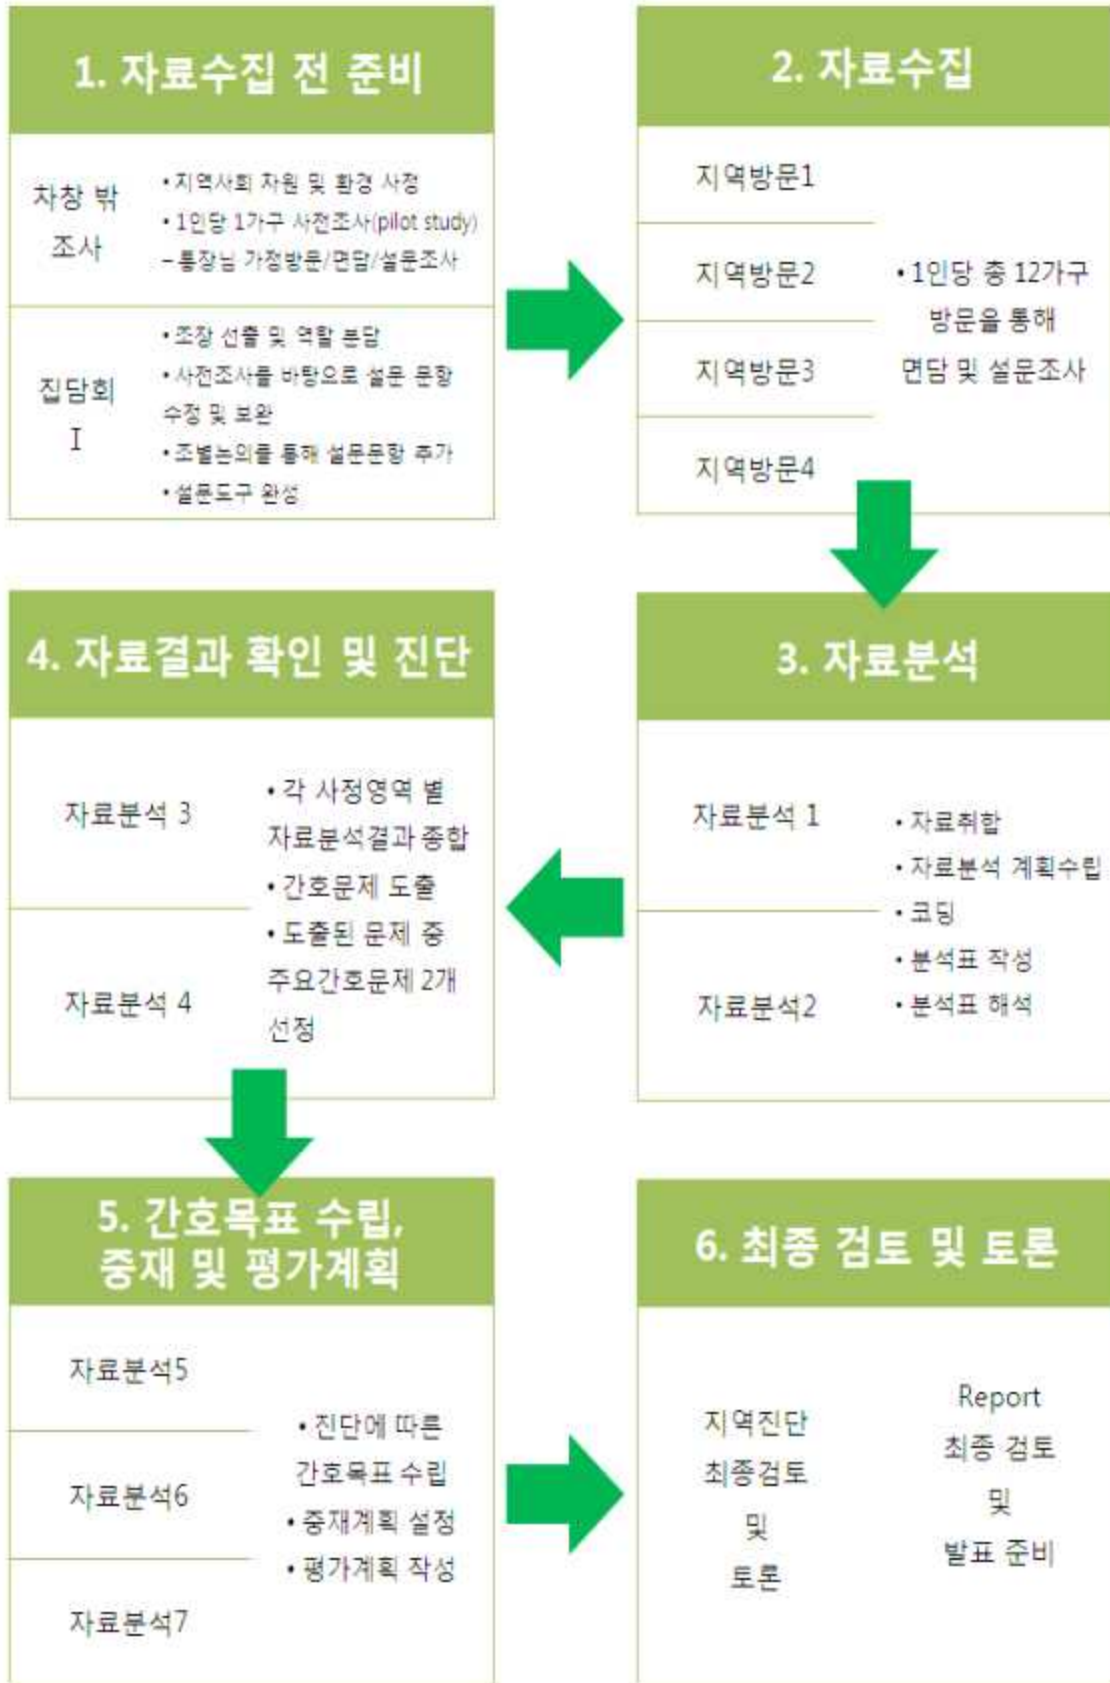 1. 자료수집 전 준비
차창 밖
조사
• 지역사회 자원 및 환경 사정
• 1인당 1가구 사전조사(pilot study)
– 통장님 가정방문/면담/설문조사
집담회
I
• 조장 선출 및 역할 분담
• 사전조사를 바탕으로 설문 문항
수정 및 보완
• 조별논의를 통해 설문문항 추가
• 설문도구 완성
2. 자료수집
지역방문1
지역방문2
지역방문3
지역방문4
• 1인당 총 12가구
방문을 통해
면담 및 설문조사
3. 자료분석
자료분석 1
자료분석2
• 자료취합
• 자료분석 계획수립
• 코딩
• 분석표 작성
• 분석표 해석
4. 자료결과 확인 및 진단
자료분석 3
자료분석 4
• 각 사정영역 별
자료분석결과 종합
• 간호문제 도출
• 도출된 문제 중
주요간호문제 2개
선정
5. 간호목표 수립,
중재 및 평가계획
자료분석5
자료분석6
자료분석7
• 진단에 따른
간호목표 수립
• 중재계획 설정
• 평가계획 작성
6. 최종 검토 및 토론
지역진단
최종검토
및
토론
Report
최종 검토
및
발표 준비